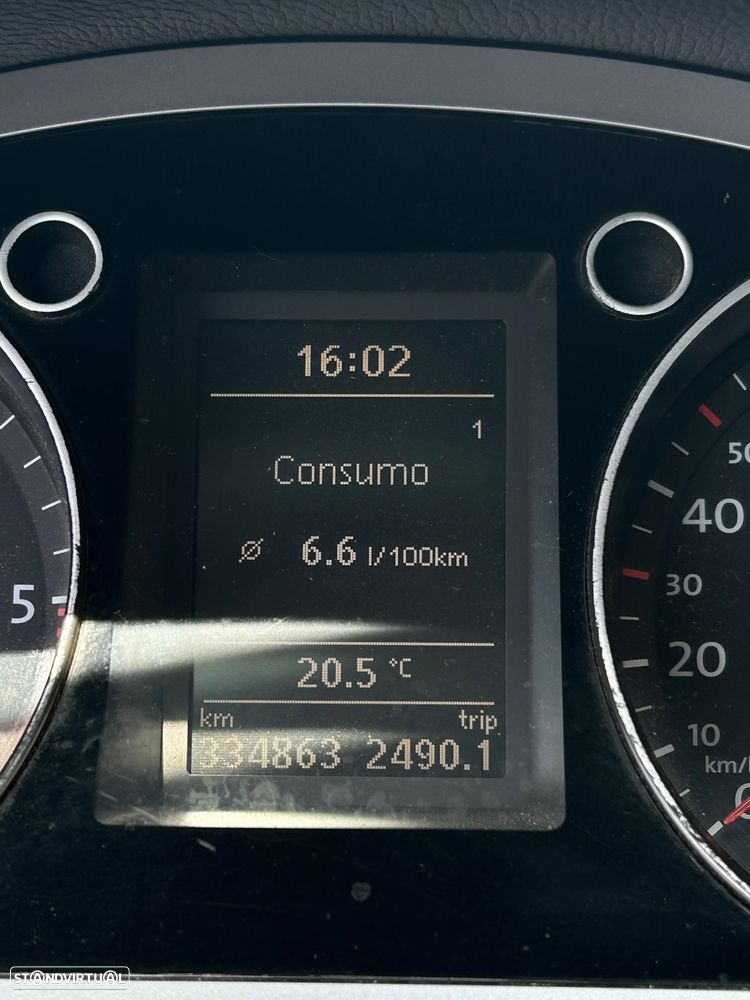 16:02
1
Consumo
Ø 6.6 l/100km
20.5 °C
km trip
334863 2490.1
5
50
40
30
20
10
km/h
0
STANDVIRTUAL